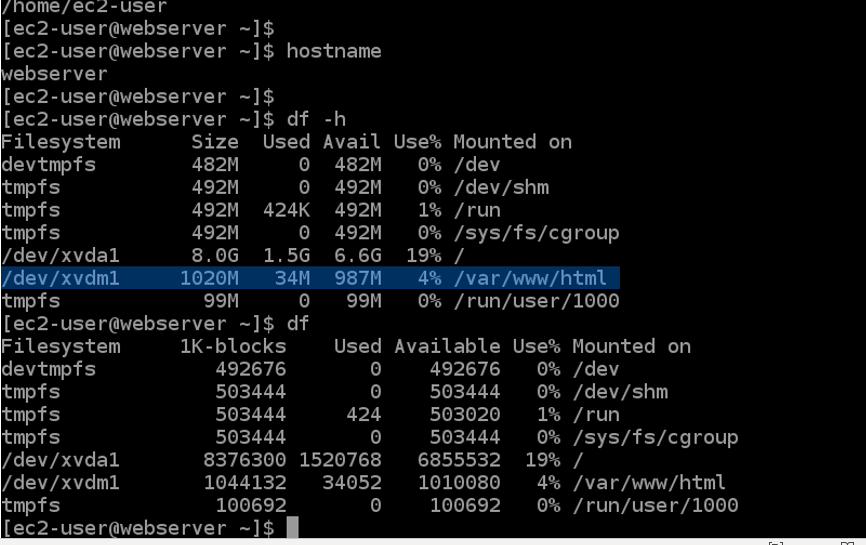 /home/ec2-user
[ec2-user@webserver ~]$
[ec2-user@webserver ~]$ hostname
webserver
[ec2-user@webserver ~]$
[ec2-user@webserver ~]$ df -h
Filesystem      Size  Used Avail Use% Mounted on
devtmpfs        482M     0  482M   0% /dev
tmpfs           492M     0  492M   0% /dev/shm
tmpfs           492M  424K  492M   1% /run
tmpfs           492M     0  492M   0% /sys/fs/cgroup
/dev/xvda1      8.0G  1.5G  6.6G  19% /
/dev/xvdm1     1020M   34M  987M   4% /var/www/html
tmpfs            99M     0   99M   0% /run/user/1000
[ec2-user@webserver ~]$ df
Filesystem     1K-blocks    Used Available Use% Mounted on
devtmpfs          492676       0    492676   0% /dev
tmpfs             503444       0    503444   0% /dev/shm
tmpfs             503444     424    503020   1% /run
tmpfs             503444       0    503444   0% /sys/fs/cgroup
/dev/xvda1       8376300 1520768   6855532  19% /
/dev/xvdm1       1044132   34052   1010080   4% /var/www/html
tmpfs             100692       0    100692   0% /run/user/1000
[ec2-user@webserver ~]$